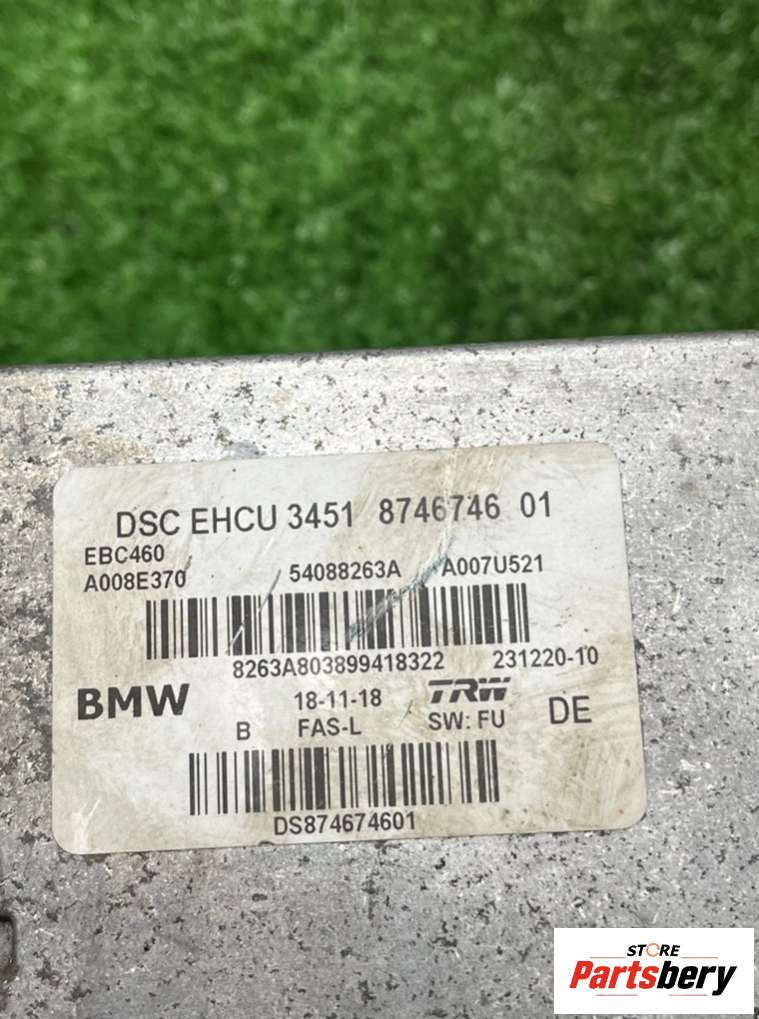 DSC EHCU 3451 8746746 01
EBC460
A008E370 54088263A A007U521
8263A803899418322 231220-10
BMW 18-11-18 TRW
B FAS-L SW: FU DE
DS874674601
STORE
Partsbery